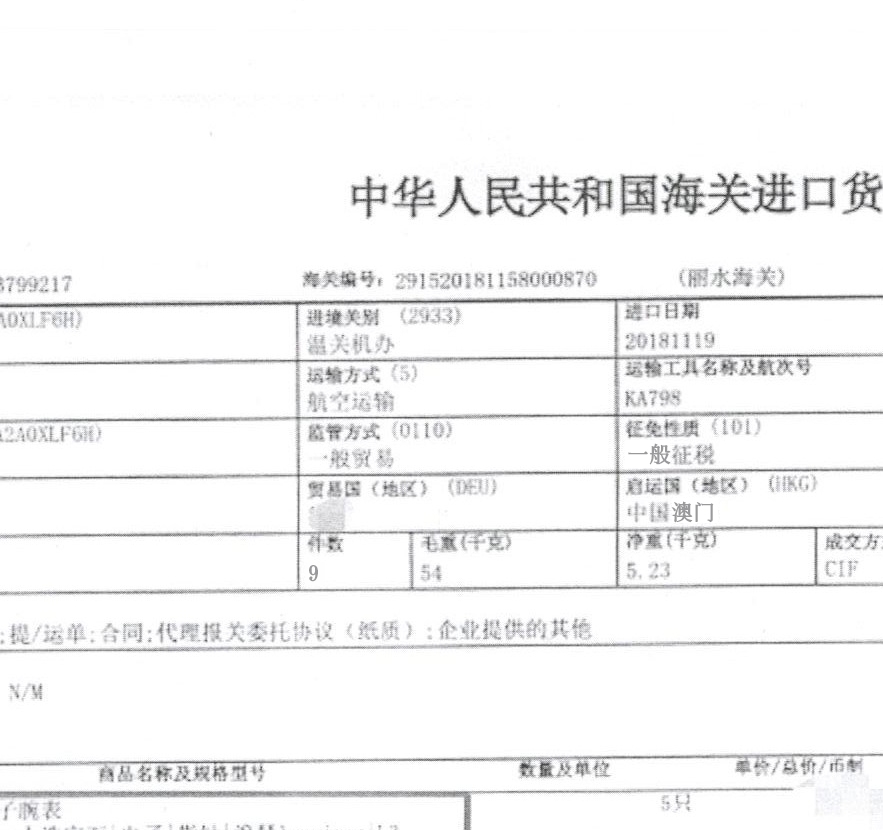 中华人民共和国海关进口货
3799217 海关编号：291520181158000870 （丽水海关）
A0XLF6H) 进境关别 (2933) 进口日期
温关机办 20181119
运输方式 (5) 运输工具名称及航次号
航空运输 KA798
A2A0XLF6H) 监管方式 (0110) 征免性质 (101)
一般贸易 一般征税
贸易国（地区） (DEU) 启运国（地区） (HKG)
中国澳门
件数 毛重(千克) 净重(千克) 成交方
9 54 5.23 CIF
;提/运单;合同;代理报关委托协议（纸质）;企业提供的其他
N/M
商品名称及规格型号 数量及单位 单价/总价/币制
子腕表 5只